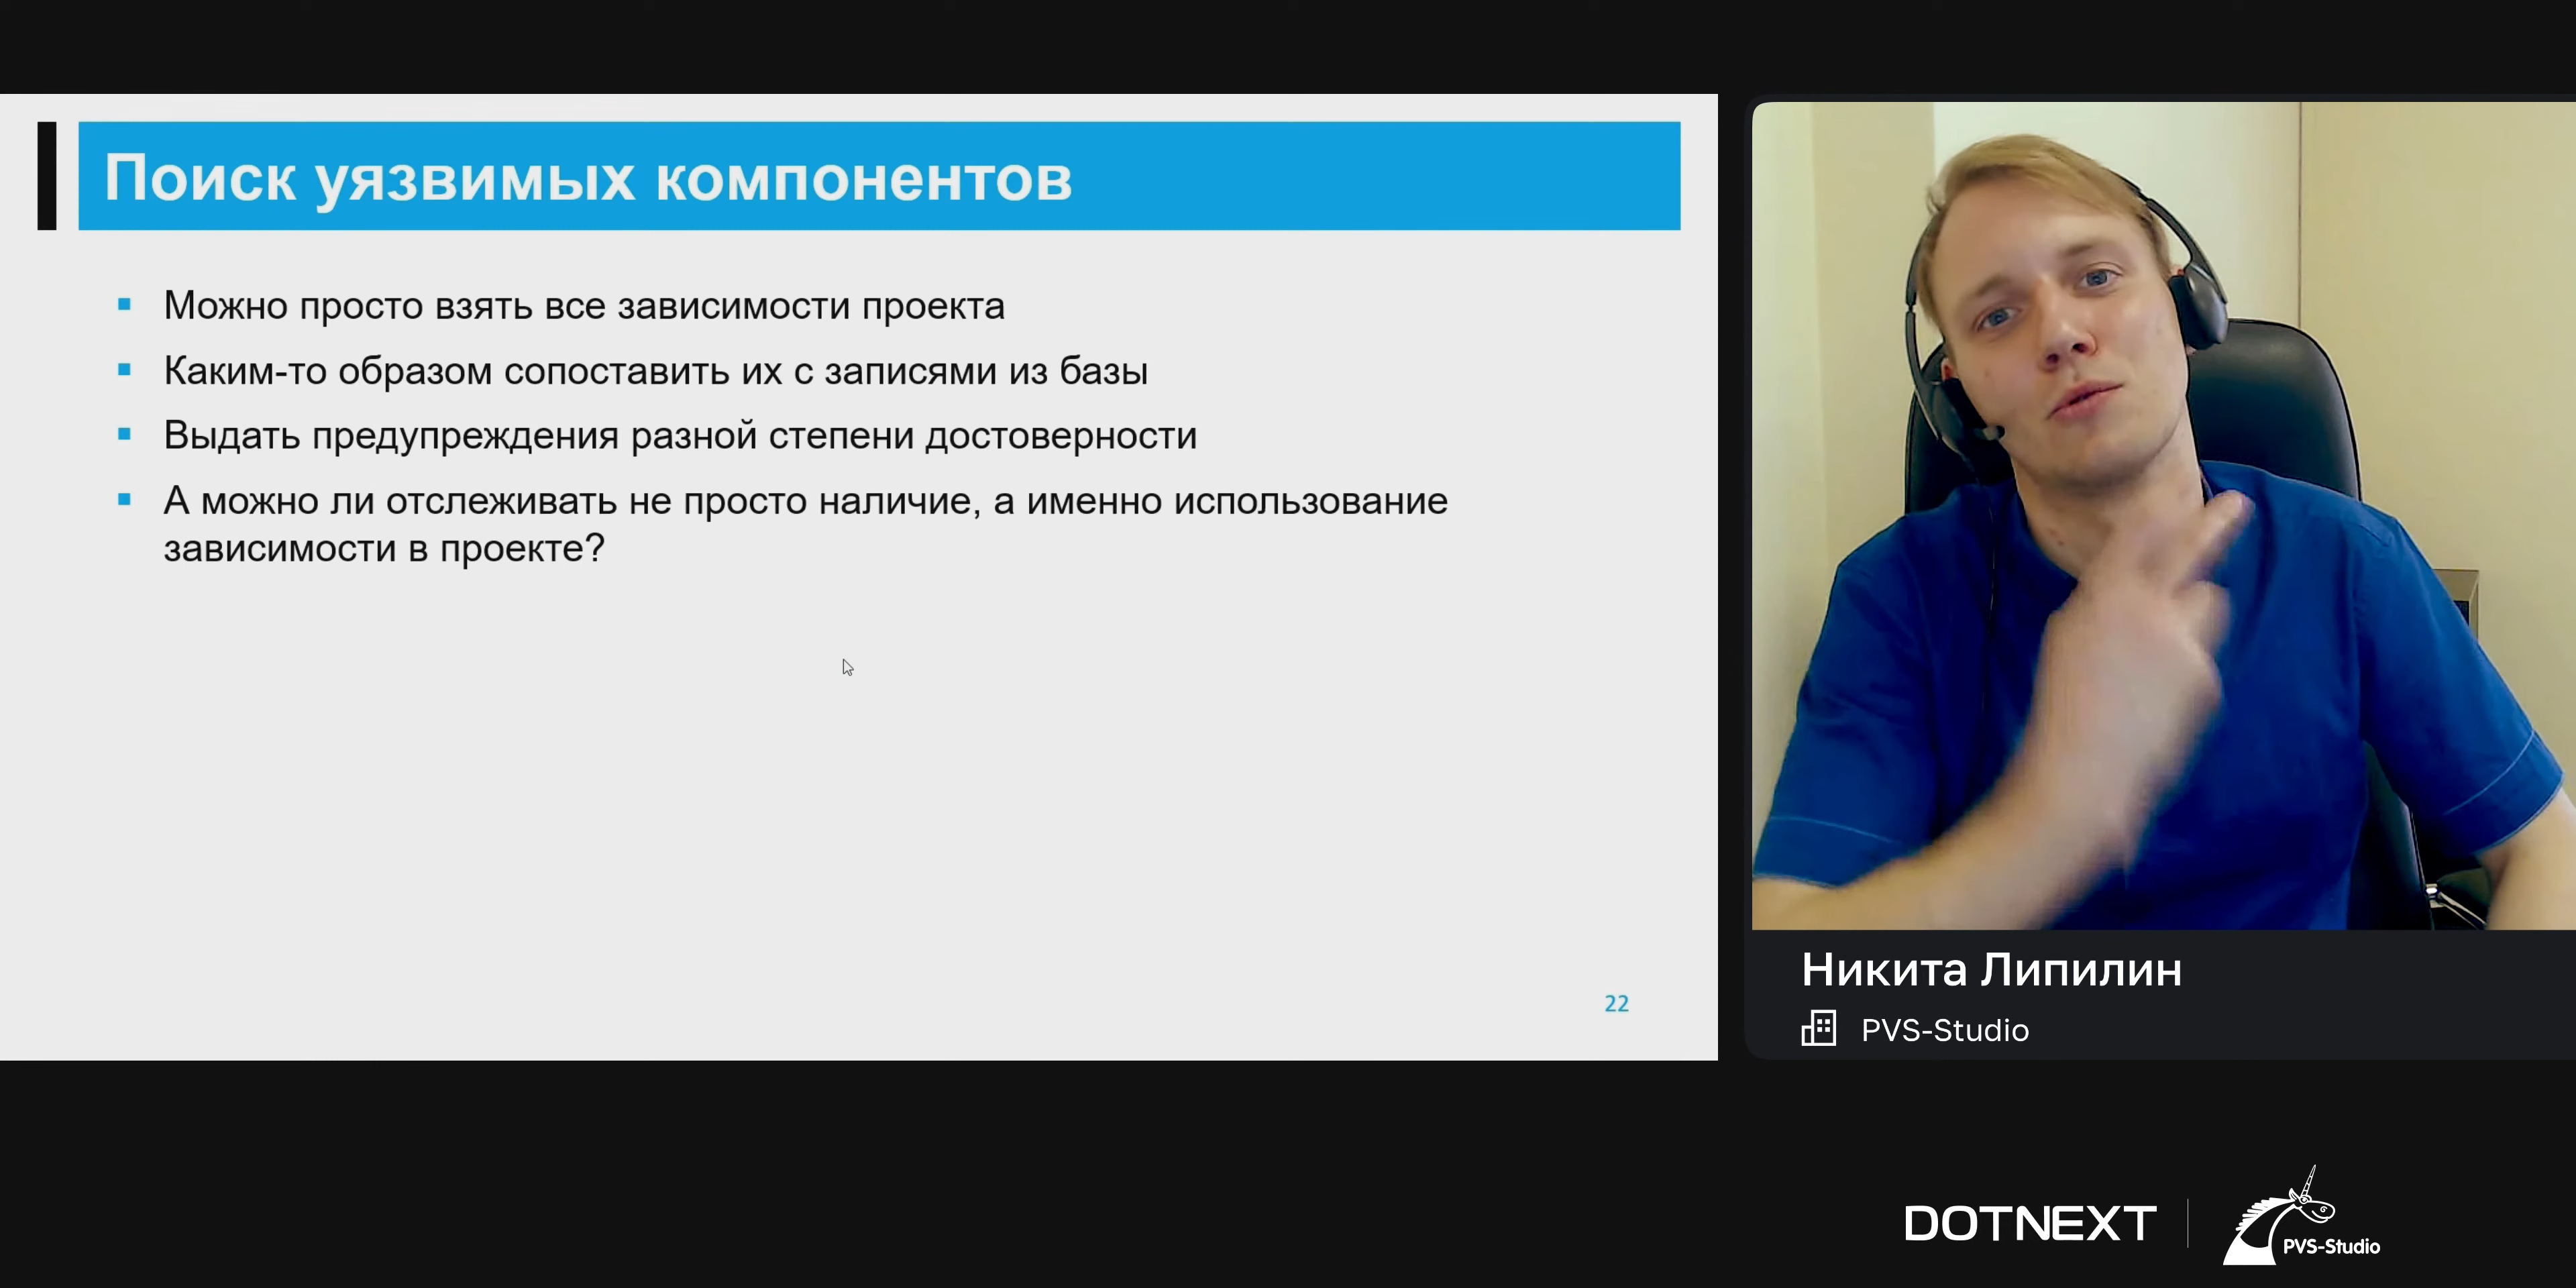 Поиск уязвимых компонентов
Можно просто взять все зависимости проекта
Каким-то образом сопоставить их с записями из базы
Выдать предупреждения разной степени достоверности
А можно ли отслеживать не просто наличие, а именно использование
зависимости в проекте?
22
Никита Липилин
PVS-Studio
DOTNEXT
PVS-Studio